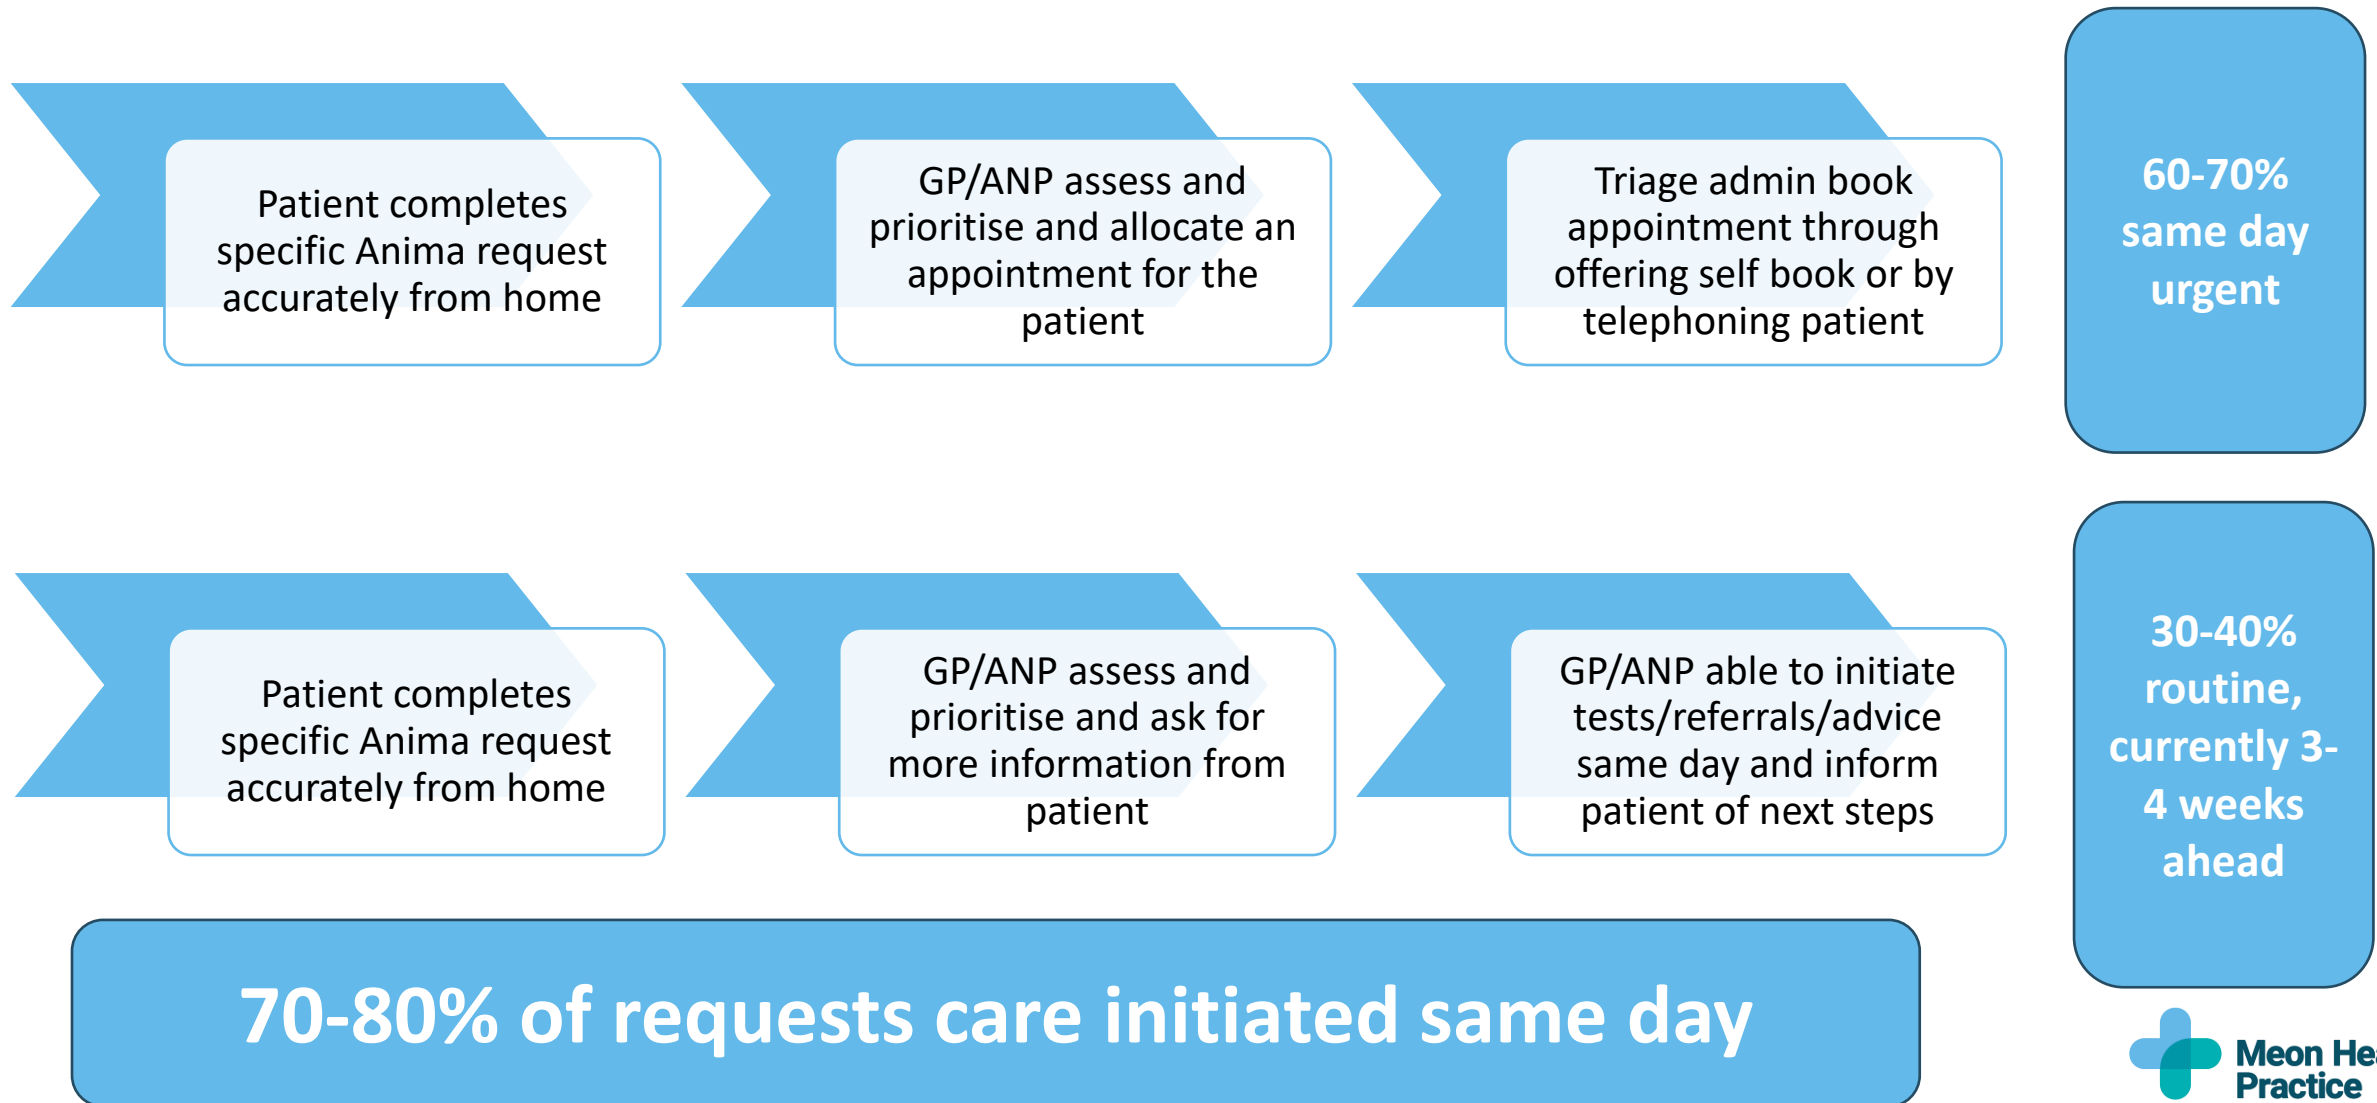 Patient completes
specific Anima request
accurately from home
GP/ANP assess and
prioritise and allocate an
appointment for the
patient
Triage admin book
appointment through
offering self book or by
telephoning patient
60-70%
same day
urgent
Patient completes
specific Anima request
accurately from home
GP/ANP assess and
prioritise and ask for
more information from
patient
GP/ANP able to initiate
tests/referrals/advice
same day and inform
patient of next steps
30-40%
routine,
currently 3-
4 weeks
ahead
70-80% of requests care initiated same day
Meon
Practice